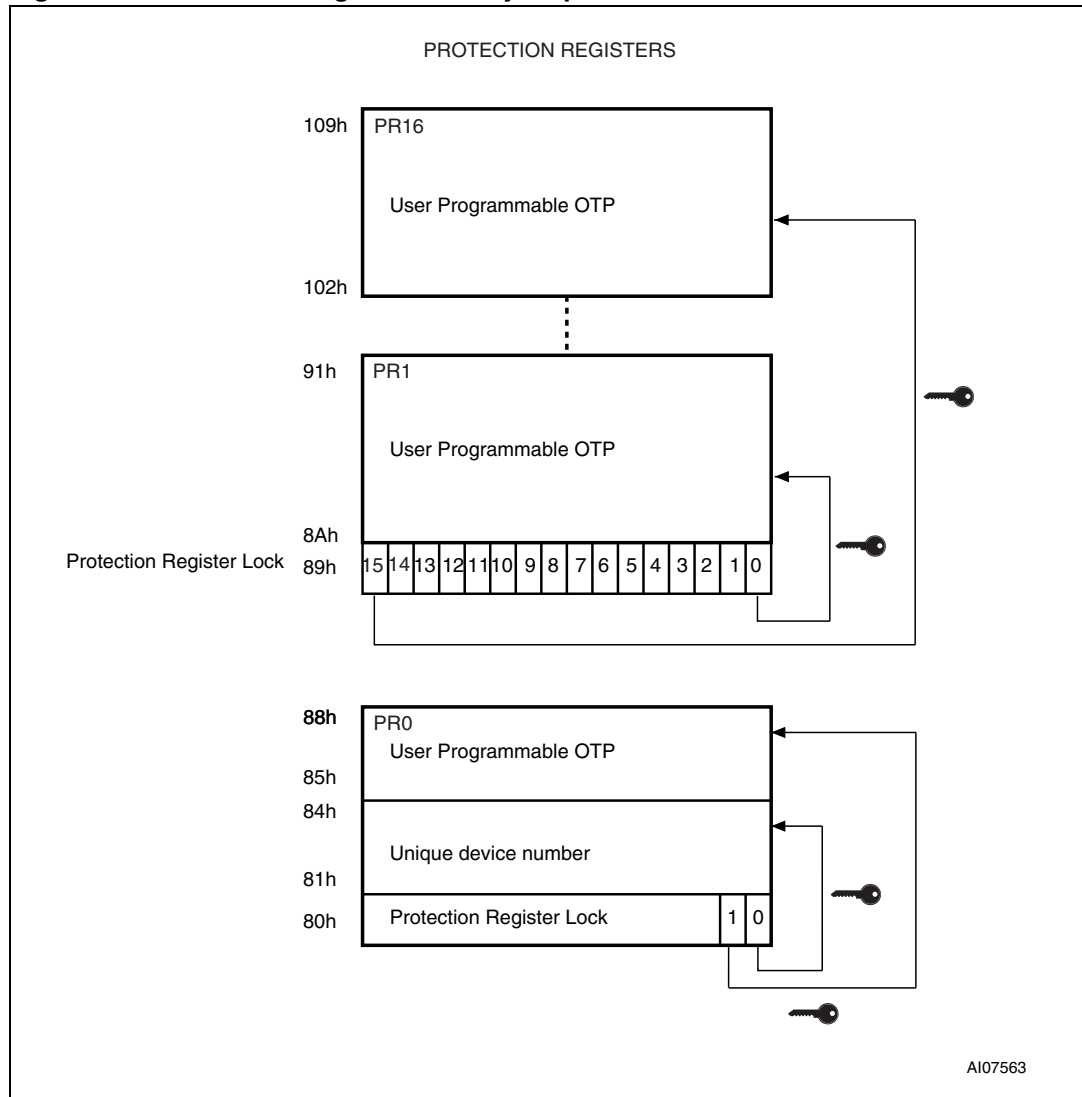 PROTECTION REGISTERS
109h PR16
User Programmable OTP
102h
91h PR1
User Programmable OTP
8Ah
Protection Register Lock 89h 15 14 13 12 11 10 9 8 7 6 5 4 3 2 1 0
88h PR0
User Programmable OTP
85h
84h
Unique device number
81h
80h Protection Register Lock 1 0
AI07563